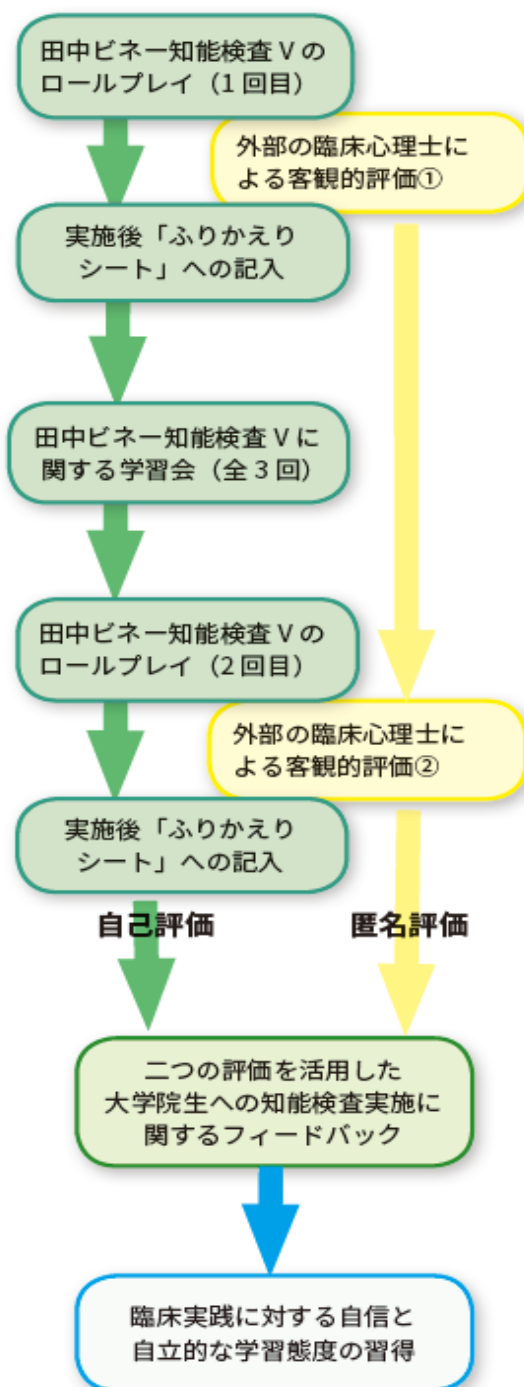 田中ビネー知能検査 V の
ロールプレイ（1 回目）
外部の臨床心理士に
よる客観的評価①
実施後「ふりかえり
シート」への記入
田中ビネー知能検査 V に
関する学習会（全 3 回）
田中ビネー知能検査 V の
ロールプレイ（2 回目）
外部の臨床心理士に
よる客観的評価②
実施後「ふりかえり
シート」への記入
自己評価
匿名評価
二つの評価を活用した
大学院生への知能検査実施に
関するフィードバック
臨床実践に対する自信と
自立的な学習態度の習得